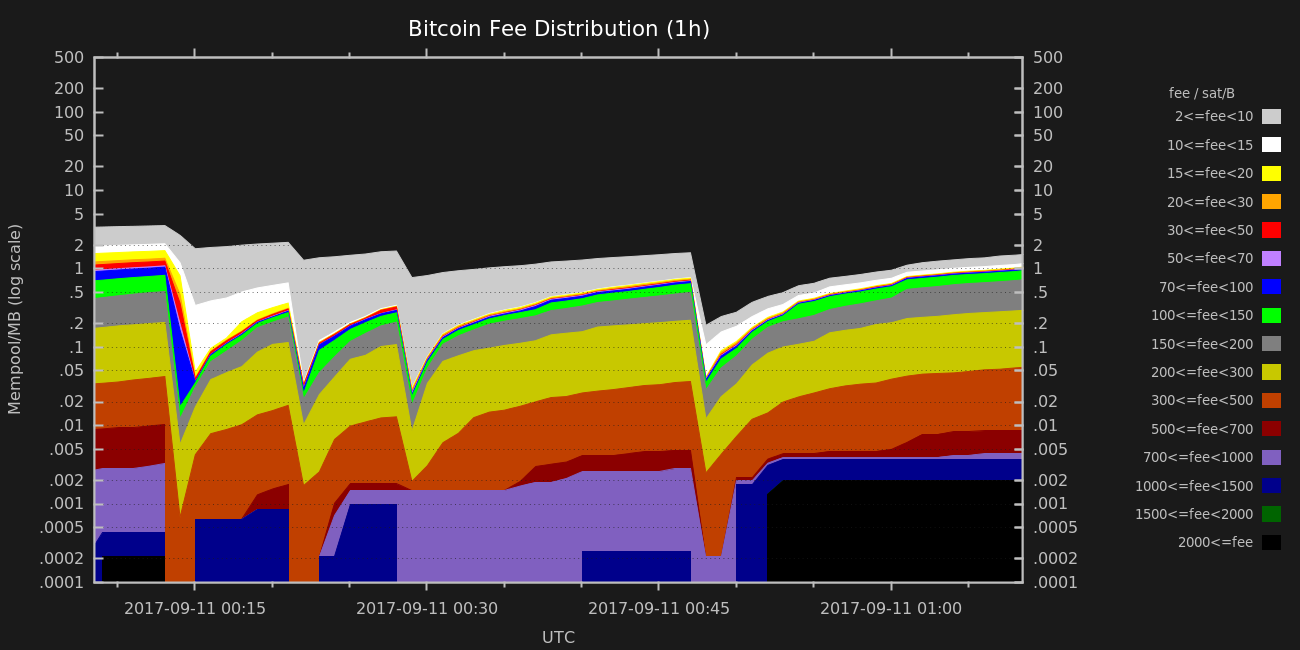 Bitcoin Fee Distribution (1h)
500
200
100
50
20
10
5
2
1
.5
.2
.1
.05
.02
.01
.005
.002
.001
.0005
.0002
.0001
Mempool/MB (log scale)
500
200
100
50
20
10
5
2
1
.5
.2
.1
.05
.02
.01
.005
.002
.001
.0005
.0002
.0001
2017-09-11 00:15 2017-09-11 00:30 2017-09-11 00:45 2017-09-11 01:00
UTC
fee / sat/B
2<=fee<10
10<=fee<15
15<=fee<20
20<=fee<30
30<=fee<50
50<=fee<70
70<=fee<100
100<=fee<150
150<=fee<200
200<=fee<300
300<=fee<500
500<=fee<700
700<=fee<1000
1000<=fee<1500
1500<=fee<2000
2000<=fee